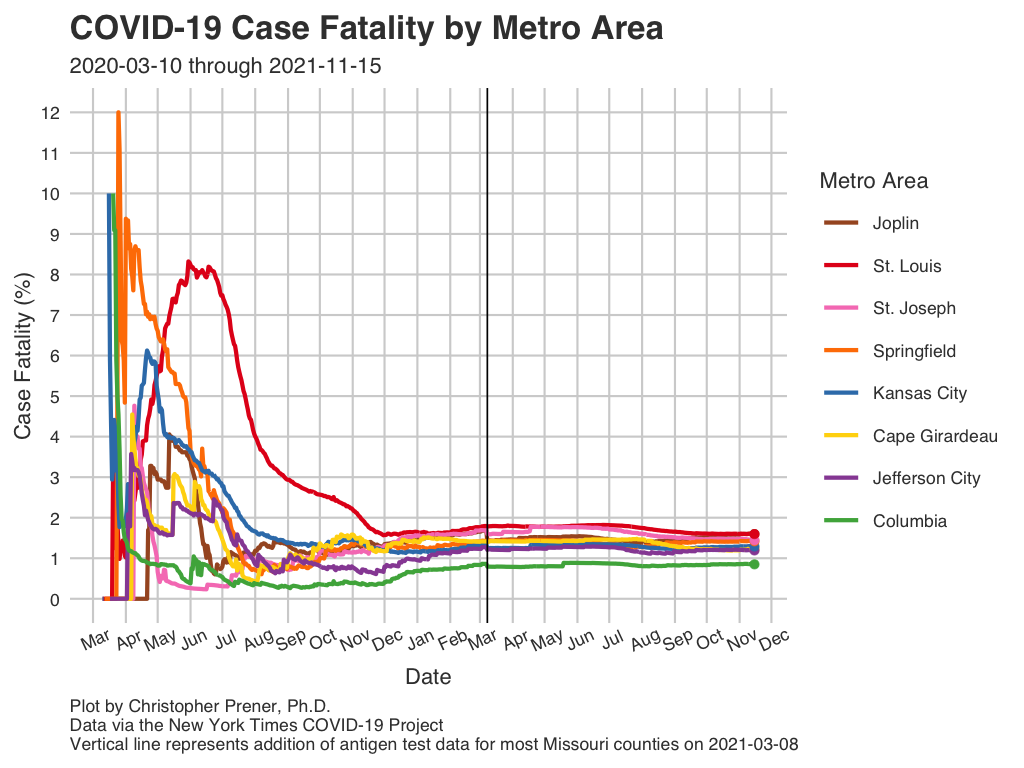 COVID-19 Case Fatality by Metro Area
2020-03-10 through 2021-11-15
Case Fatality (%)
12
11
10
9
8
7
6
5
4
3
2
1
0
Mar Apr May Jun Jul Aug Sep Oct Nov Dec Jan Feb Mar Apr May Jun Jul Aug Sep Oct Nov Dec
Date
Metro Area
Joplin
St. Louis
St. Joseph
Springfield
Kansas City
Cape Girardeau
Jefferson City
Columbia
Plot by Christopher Prener, Ph.D.
Data via the New York Times COVID-19 Project
Vertical line represents addition of antigen test data for most Missouri counties on 2021-03-08